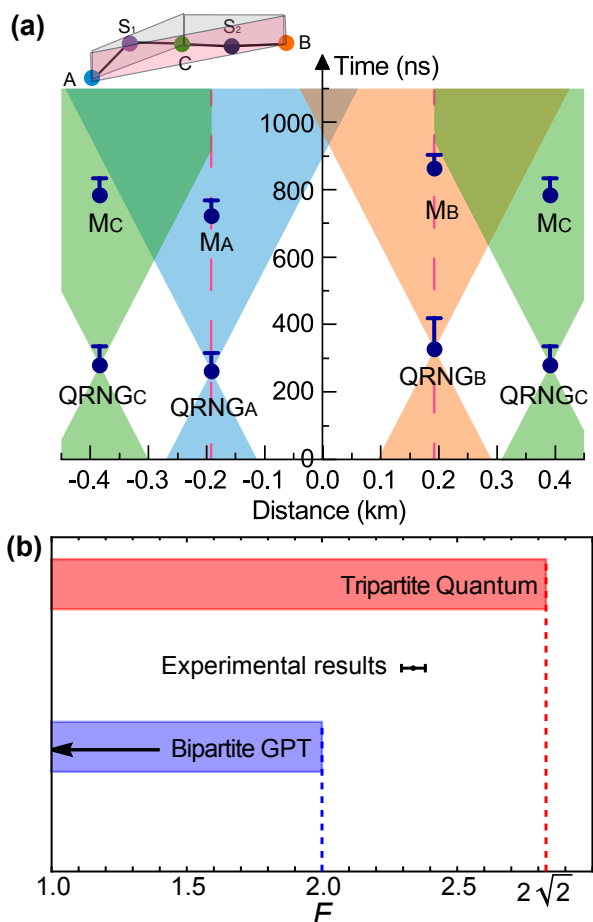 (a)
S1
S2
A
C
B
Time (ns)
1000
800
600
400
300
0
MC
MA
MB
MC
QRNGC
QRNGA
QRNGB
QRNGC
-0.4
-0.3
-0.2
-0.1
0.0
0.1
0.2
0.3
0.4
Distance (km)
(b)
Tripartite Quantum
Experimental results
Bipartite GPT
1.0
1.5
2.0
2.5
2√2
F